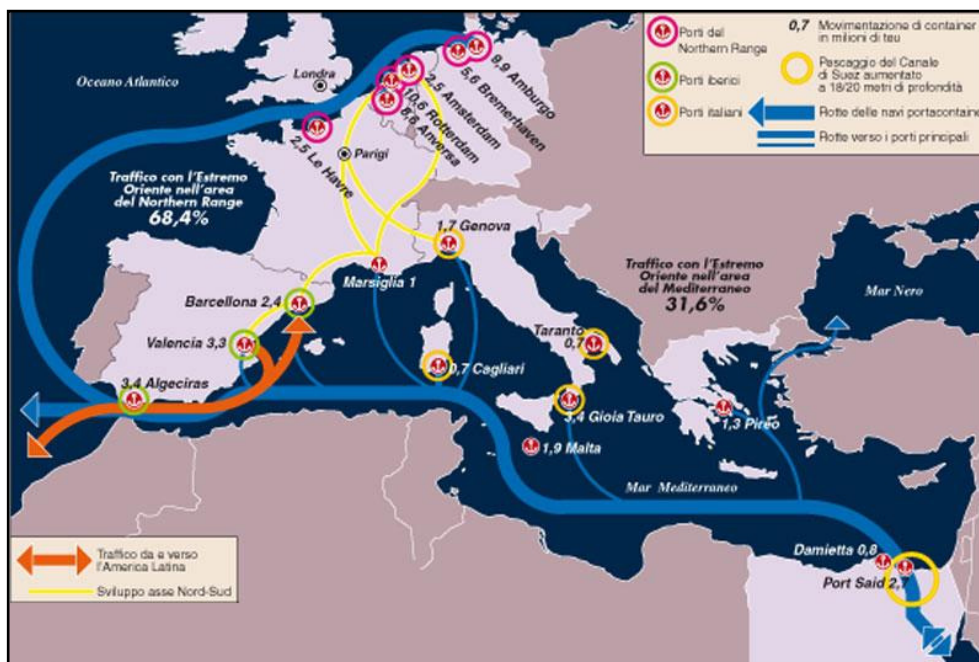 Oceano Atlantico
Londra
9,9 Amburgo
5,6 Bremerhaven
2,5 Amsterdam
10,6 Rotterdam
6,6 Anversa
2,5 Le Havre
Parigi
Traffico con l'Estremo
Oriente nell'area
del Northern Range
68,4%
0,7
Movimentazione di container
in milioni di teu
Porti del
Northern Range
Pescaggio del Canale
di Suez aumentato
a 18/20 metri di profondità
Porti iberici
Porti italiani
Rotte delle navi portacontainer
Rotte verso i porti principali
1,7 Genova
Marsiglia 1
Barcellona 2,4
Valencia 3,3
3,4 Algeciras
0,7 Cagliari
Taranto
0,7
3,4 Gioia Tauro
1,9 Malta
Traffico con l'Estremo
Oriente nell'area
del Mediterraneo
31,6%
Mar Nero
1,3 Pireo
Mar Mediterraneo
Damietta 0,8
Port Said 2,7
Traffico da e verso
l'America Latina
Sviluppo asse Nord-Sud